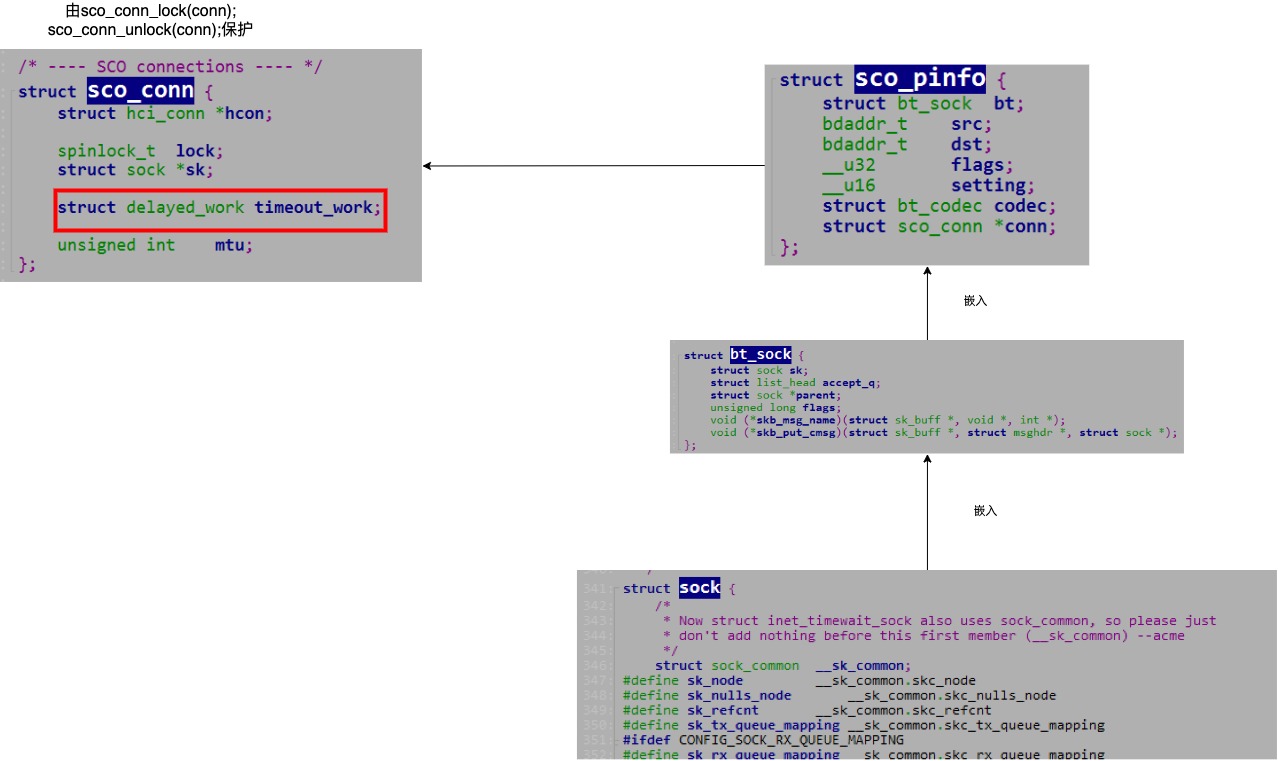 由sco_conn_lock(conn);
sco_conn_unlock(conn);保护
/* ---- SCO connections ---- */
struct sco_conn {
struct hci_conn *hcon;
spinlock_t lock;
struct sock *sk;
struct delayed_work timeout_work;
unsigned int mtu;
};
struct sco_pinfo {
struct bt_sock bt;
bdaddr_t src;
bdaddr_t dst;
__u32 flags;
__u16 setting;
struct bt_codec codec;
struct sco_conn *conn;
};
嵌入
struct bt_sock {
struct sock sk;
struct list_head accept_q;
struct sock *parent;
unsigned long flags;
void (*skb_msg_name)(struct sk_buff *, void *, int *);
void (*skb_put_cmsg)(struct sk_buff *, struct msghdr *, struct sock *);
};
嵌入
341: struct sock {
342: /*
343: * Now struct inet_timewait_sock also uses sock_common, so please just
344: * don't add nothing before this first member (__sk_common) --acme
345: */
346: struct sock_common __sk_common;
347: #define sk_node __sk_common.skc_node
348: #define sk_nulls_node __sk_common.skc_nulls_node
349: #define sk_refcnt __sk_common.skc_refcnt
350: #define sk_tx_queue_mapping __sk_common.skc_tx_queue_mapping
351: #ifdef CONFIG_SOCK_RX_QUEUE_MAPPING
352: #define sk_rx_queue_mapping __sk_common.skc_rx_queue_mapping